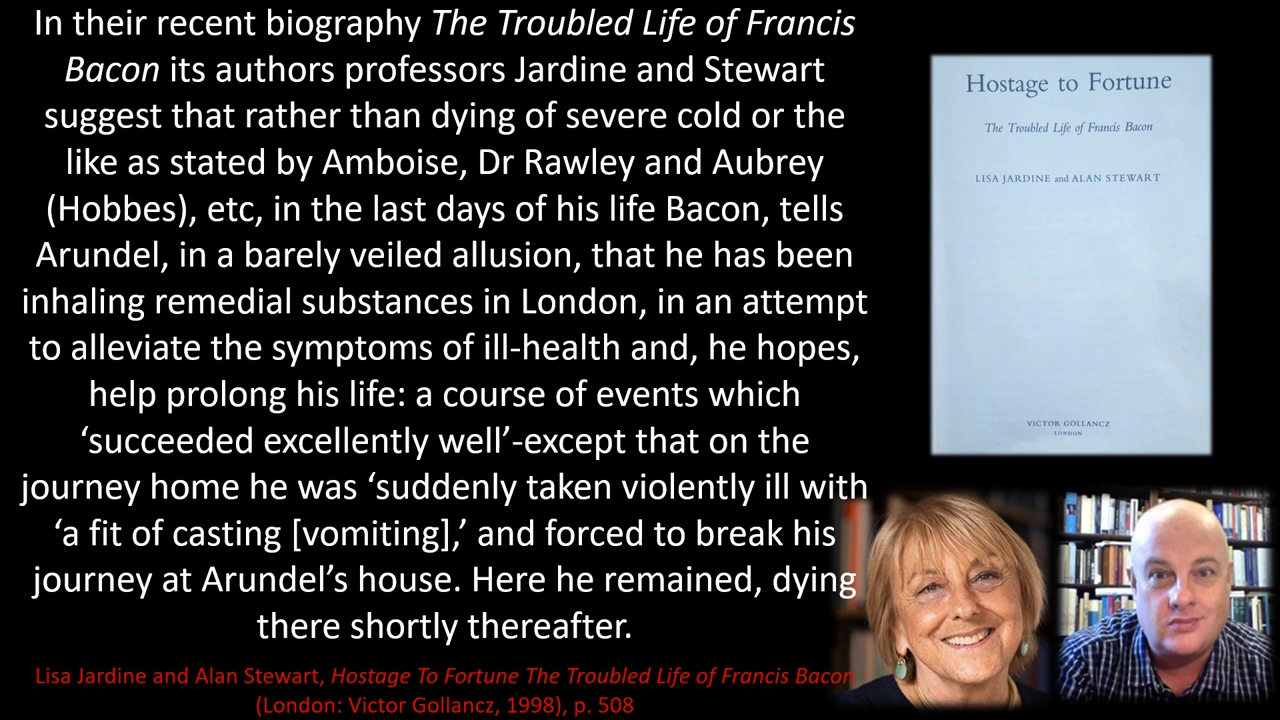 In their recent biography The Troubled Life of Francis
Bacon its authors professors Jardine and Stewart
suggest that rather than dying of severe cold or the
like as stated by Amboise, Dr Rawley and Aubrey
(Hobbes), etc, in the last days of his life Bacon, tells
Arundel, in a barely veiled allusion, that he has been
inhaling remedial substances in London, in an attempt
to alleviate the symptoms of ill-health and, he hopes,
help prolong his life: a course of events which
‘succeeded excellently well’-except that on the
journey home he was ‘suddenly taken violently ill with
‘a fit of casting [vomiting],’ and forced to break his
journey at Arundel’s house. Here he remained, dying
there shortly thereafter.
Lisa Jardine and Alan Stewart, Hostage To Fortune The Troubled Life of Francis Bacon
(London: Victor Gollancz, 1998), p. 508
Hostage to Fortune
The Troubled Life of Francis Bacon
LISA JARDINE and ALAN STEWART
VICTOR GOLLANCZ
LONDON